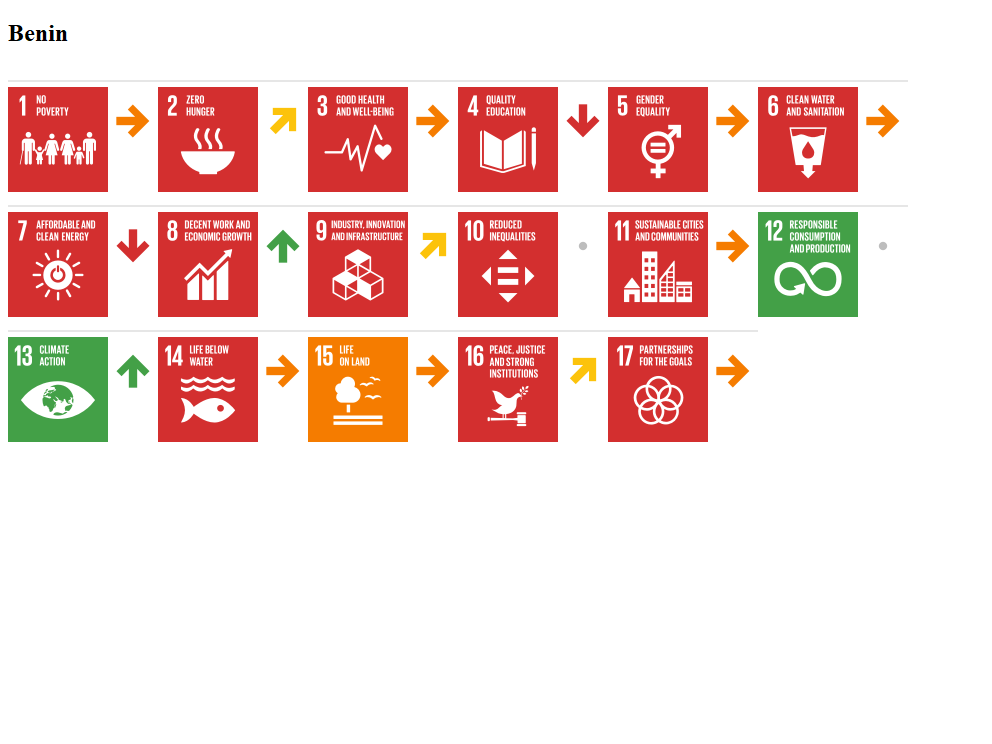 Benin
1 NO
POVERTY
2 ZERO
HUNGER
3 GOOD HEALTH
AND WELL-BEING
4 QUALITY
EDUCATION
5 GENDER
EQUALITY
6 CLEAN WATER
AND SANITATION
7 AFFORDABLE AND
CLEAN ENERGY
8 DECENT WORK AND
ECONOMIC GROWTH
9 INDUSTRY, INNOVATION
AND INFRASTRUCTURE
10 REDUCED
INEQUALITIES
11 SUSTAINABLE CITIES
AND COMMUNITIES
12 RESPONSIBLE
CONSUMPTION
AND PRODUCTION
13 CLIMATE
ACTION
14 LIFE BELOW
WATER
15 LIFE
ON LAND
16 PEACE, JUSTICE
AND STRONG
INSTITUTIONS
17 PARTNERSHIPS
FOR THE GOALS